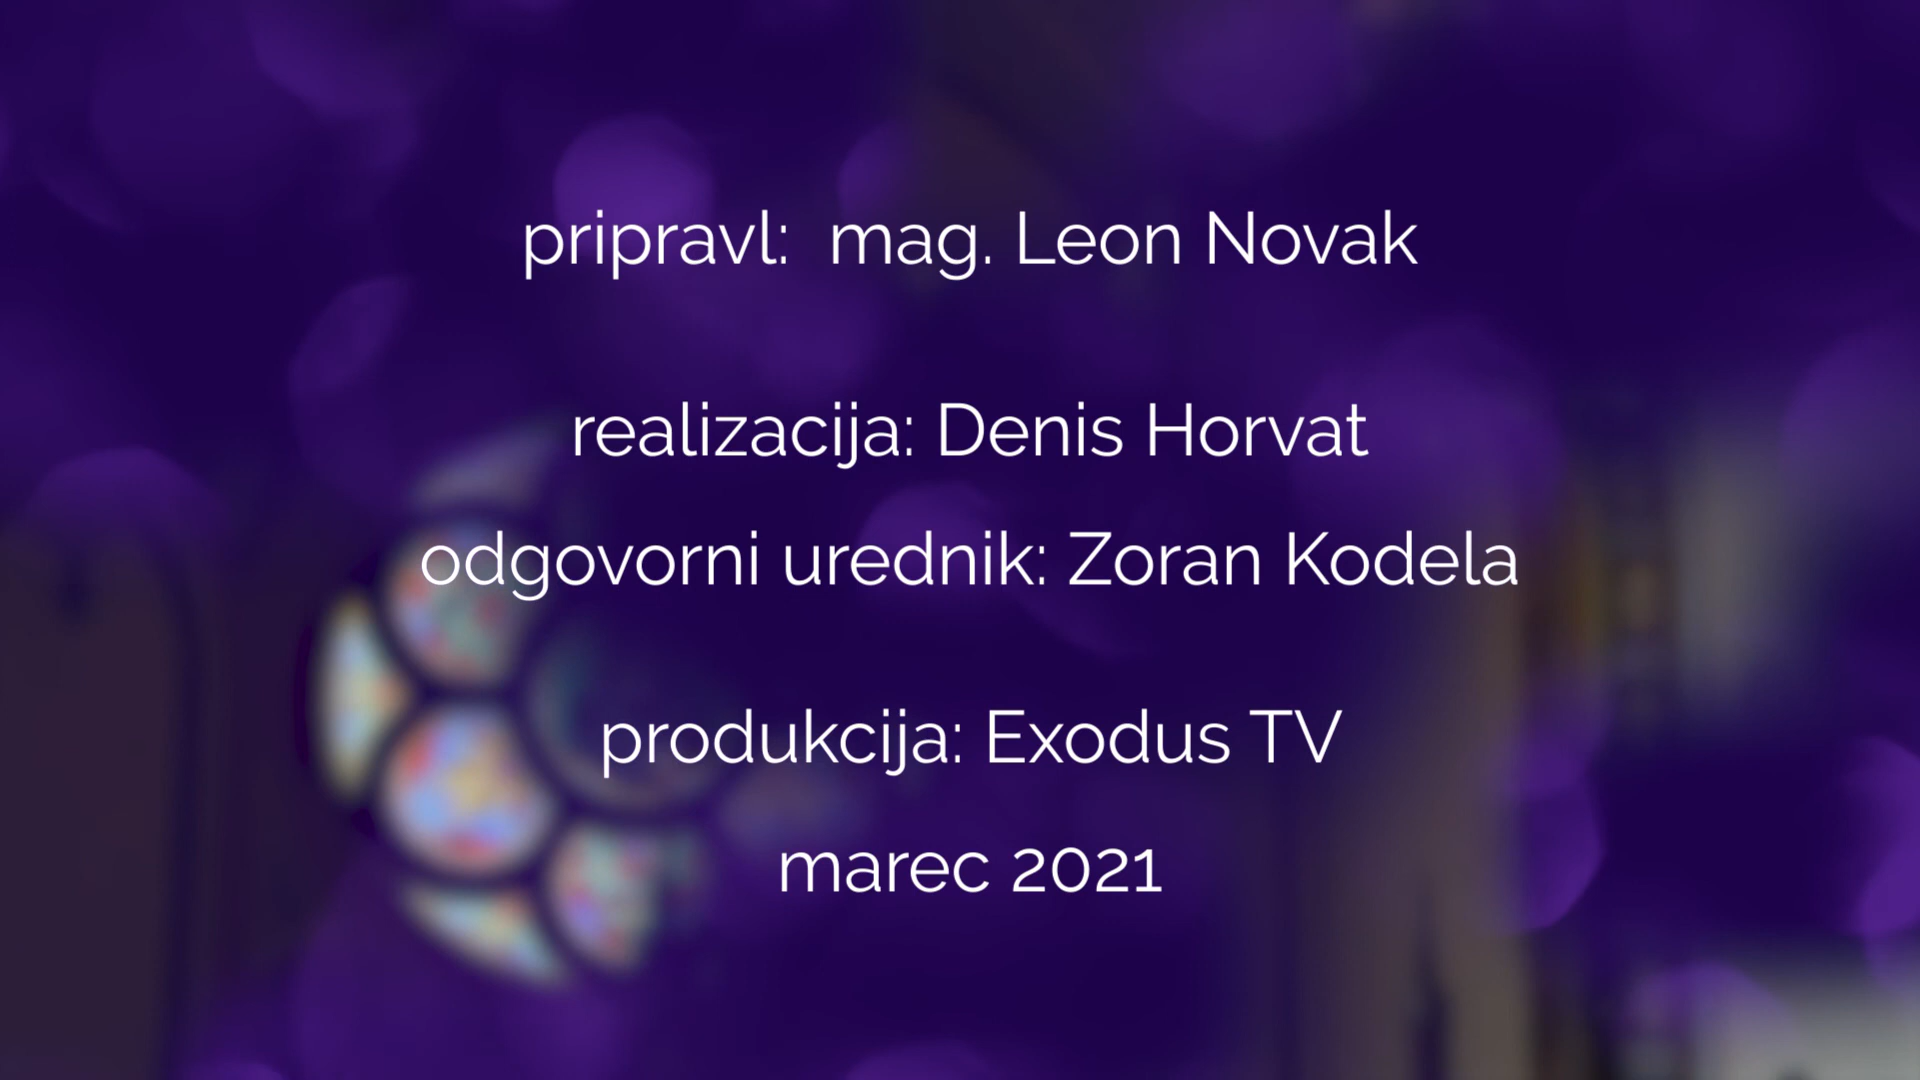 pripravl: mag. Leon Novak
realizacija: Denis Horvat
odgovorni urednik: Zoran Kodela
produkcija: Exodus TV
marec 2021